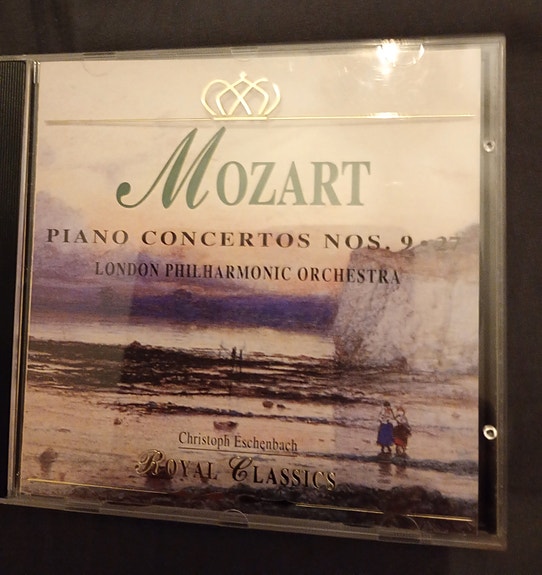 MOZART
PIANO CONCERTOS NOS. 9 • 27
LONDON PHILHARMONIC ORCHESTRA
Christoph Eschenbach
ROYAL CLASSICS